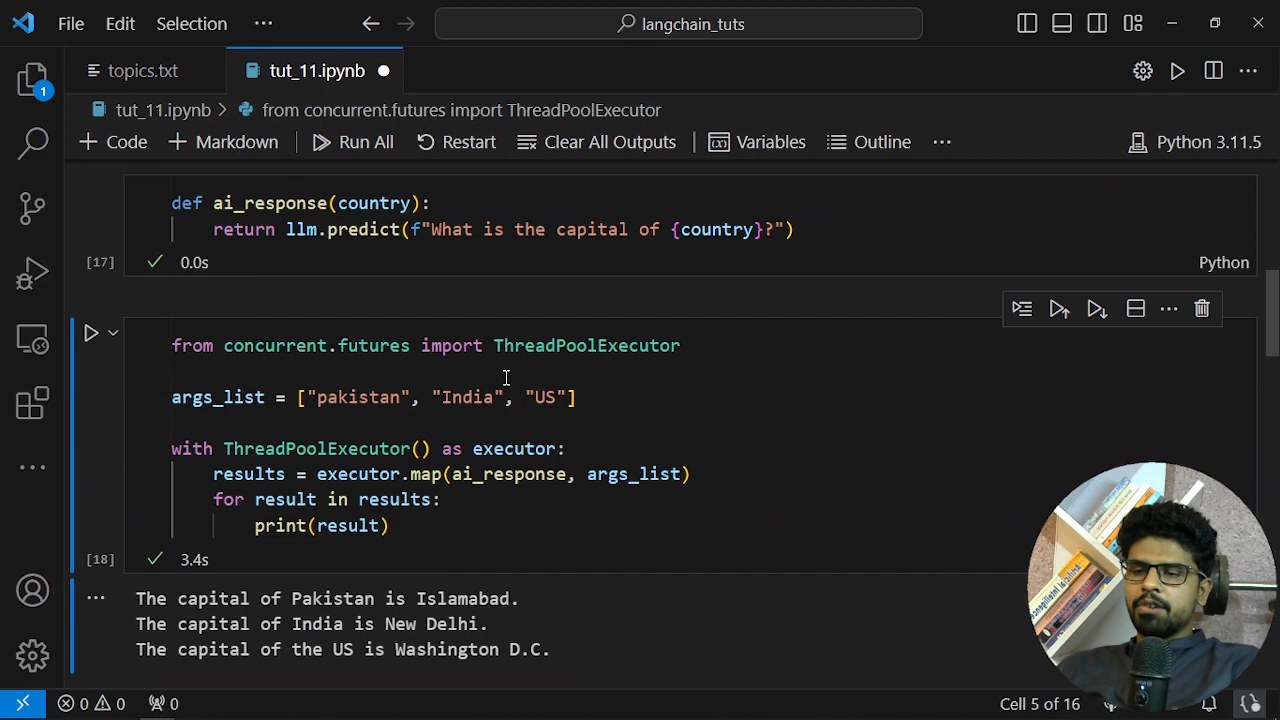 File Edit Selection ··· langchain_tuts
topics.txt tut_11.ipynb
tut_11.ipynb > from concurrent.futures import ThreadPoolExecutor
+ Code + Markdown Run All Restart Clear All Outputs Variables Outline ··· Python 3.11.5
def ai_response(country):
return llm.predict(f"What is the capital of {country}?")
[17] 0.0s Python
from concurrent.futures import ThreadPoolExecutor
args_list = ["pakistan", "India", "US"]
with ThreadPoolExecutor() as executor:
results = executor.map(ai_response, args_list)
for result in results:
print(result)
[18] 3.4s
The capital of Pakistan is Islamabad.
The capital of India is New Delhi.
The capital of the US is Washington D.C.
0 0 0 Cell 5 of 16
1